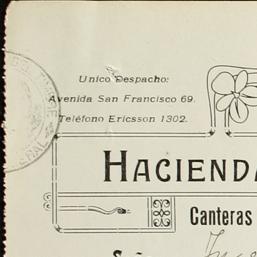 Unico Despacho:
Avenida San Francisco 69.
Teléfono Ericsson 1302.
HACIENDA
Canteras